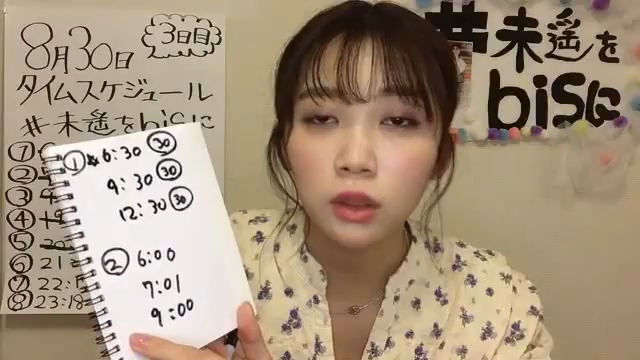 8月30日
3日目
タイムスケジュール
#未遥をbisに
⑦
②
③
④
⑤
⑥ 21
⑦ 22:
⑧ 23:18
① 6:30 ㉚
9:30 ㉚
12:30 ㉚
② 6:00
7:01
9:00
#未遥を
bisに